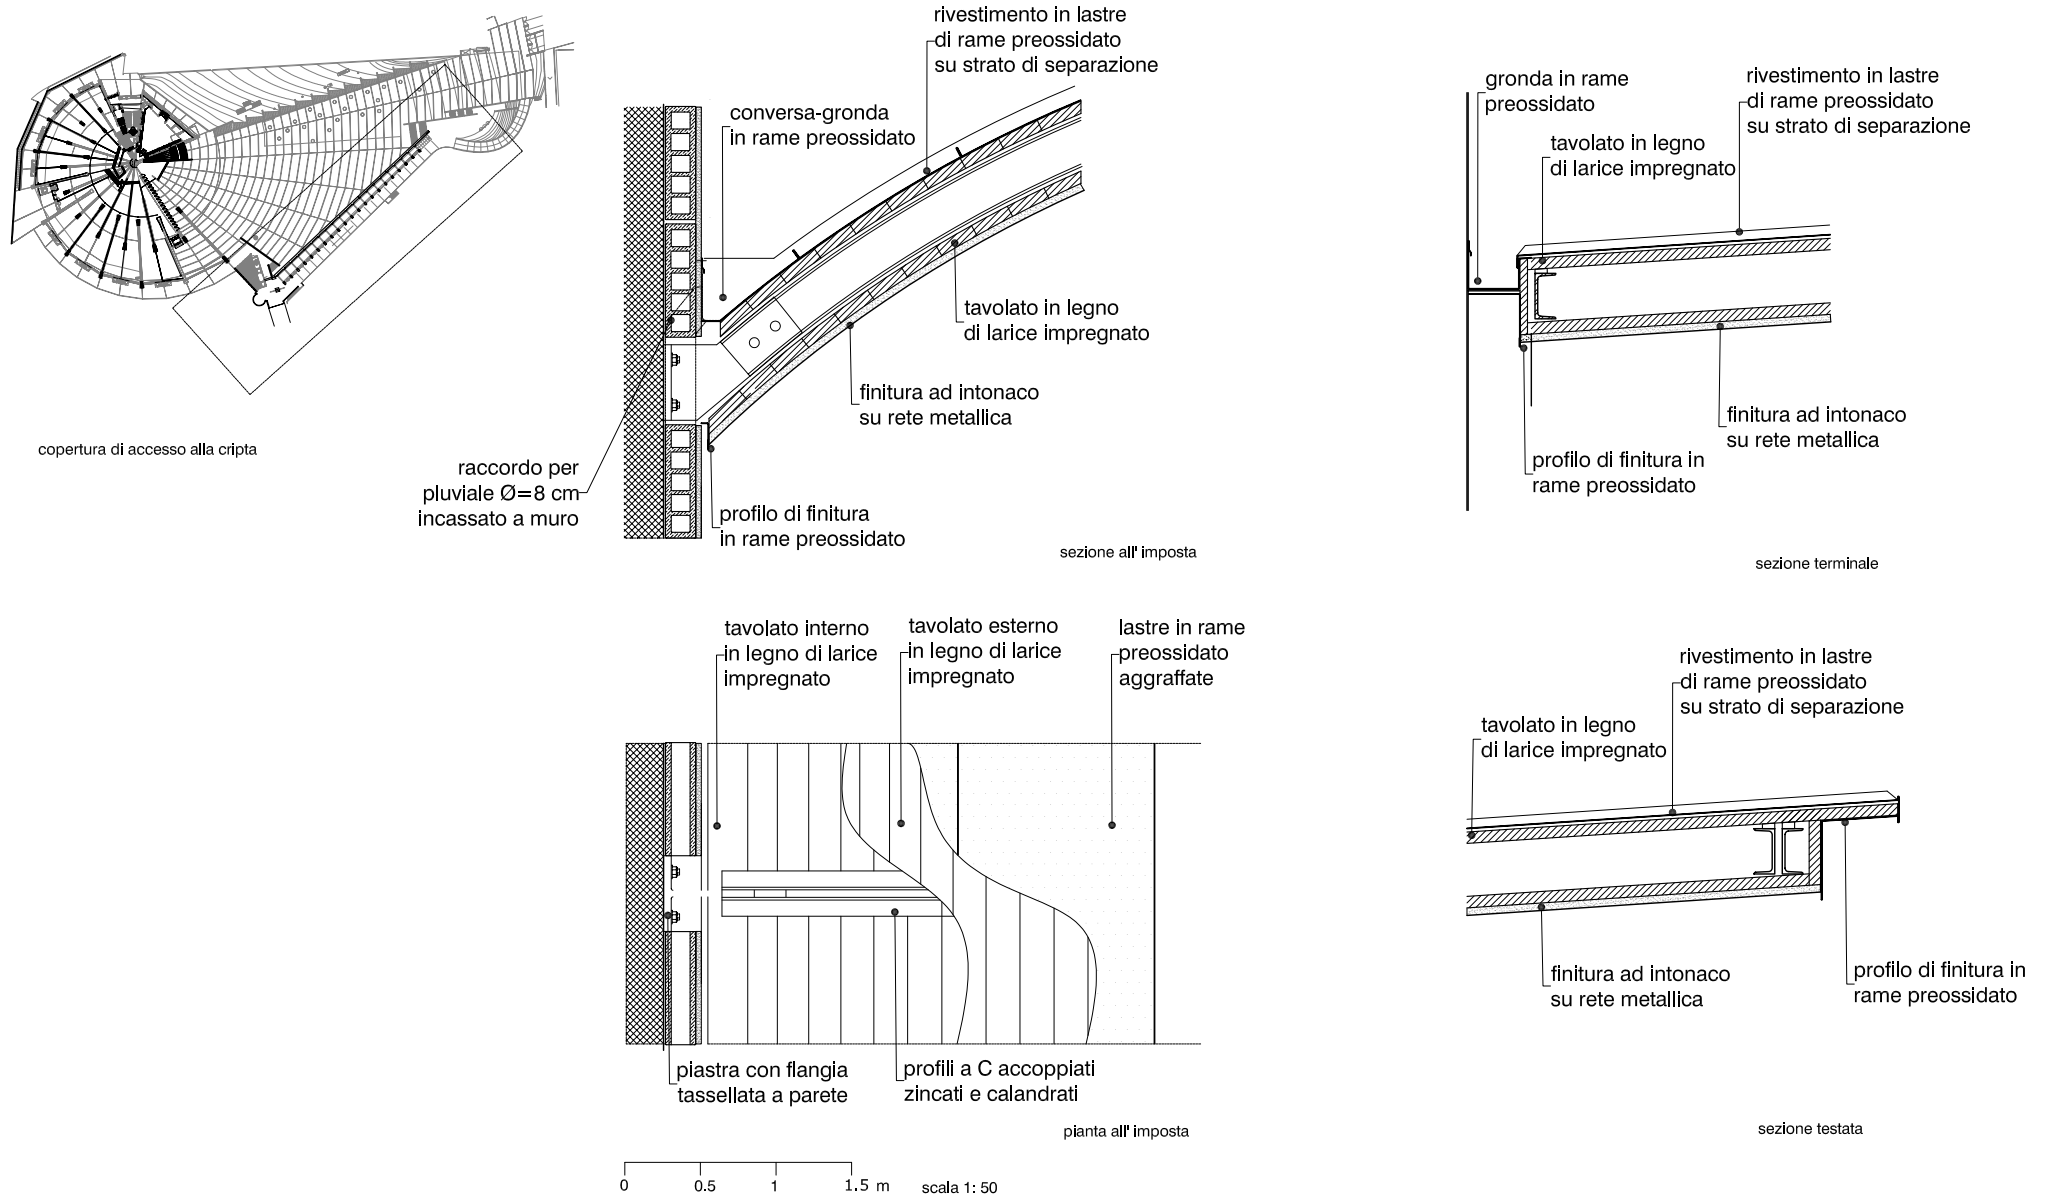 copertura di accesso alla cripta
rivestimento in lastre
di rame preossidato
su strato di separazione
conversa-gronda
in rame preossidato
tavolato in legno
di larice impregnato
finitura ad intonaco
su rete metallica
raccordo per
pluviale Ø=8 cm
incassato a muro
profilo di finitura
in rame preossidato
sezione all' imposta
gronda in rame
preossidato
rivestimento in lastre
di rame preossidato
su strato di separazione
tavolato in legno
di larice impregnato
finitura ad intonaco
su rete metallica
profilo di finitura in
rame preossidato
sezione terminale
tavolato interno
in legno di larice
impregnato
tavolato esterno
in legno di larice
impregnato
lastre in rame
preossidato
aggraffate
piastra con flangia
tassellata a parete
profili a C accoppiati
zincati e calandrati
pianta all' imposta
rivestimento in lastre
di rame preossidato
su strato di separazione
tavolato in legno
di larice impregnato
finitura ad intonaco
su rete metallica
profilo di finitura in
rame preossidato
sezione testata
0 0.5 1 1.5 m scala 1: 50